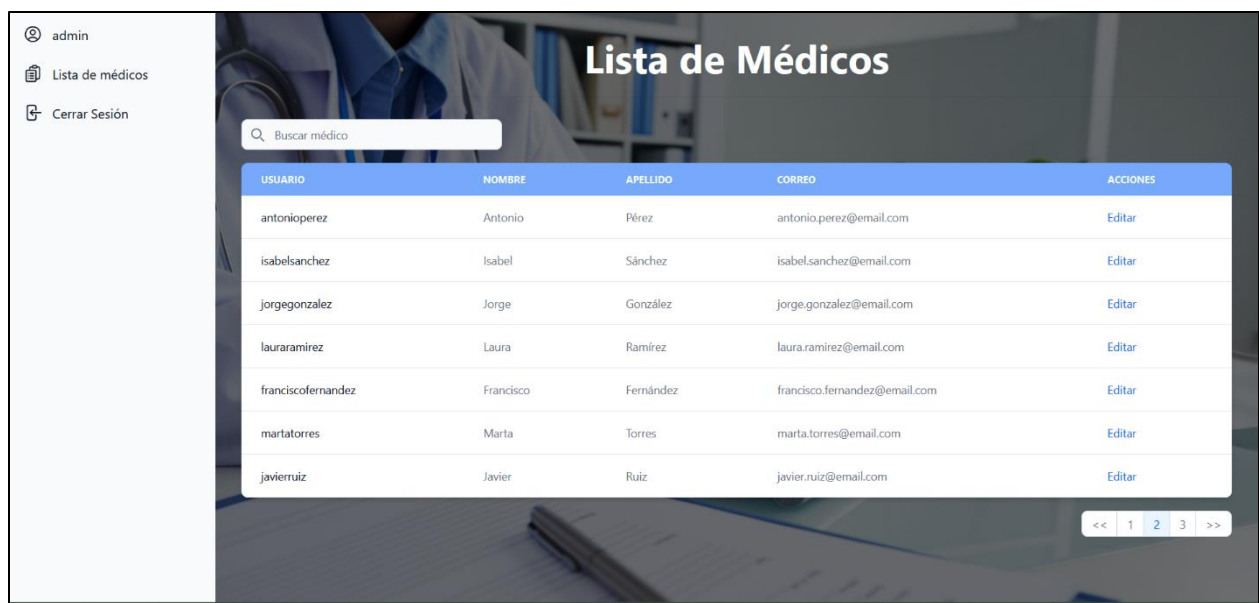 admin
Lista de médicos
Cerrar Sesión
Lista de Médicos
Buscar médico
USUARIO NOMBRE APELLIDO CORREO ACCIONES
antonioperez Antonio Pérez antonio.perez@email.com Editar
isabelsanchez Isabel Sánchez isabel.sanchez@email.com Editar
jorgegonzalez Jorge González jorge.gonzalez@email.com Editar
lauraramirez Laura Ramírez laura.ramirez@email.com Editar
franciscofernandez Francisco Fernández francisco.fernandez@email.com Editar
martatorres Marta Torres marta.torres@email.com Editar
javierruiz Javier Ruiz javier.ruiz@email.com Editar
<< 1 2 3 >>